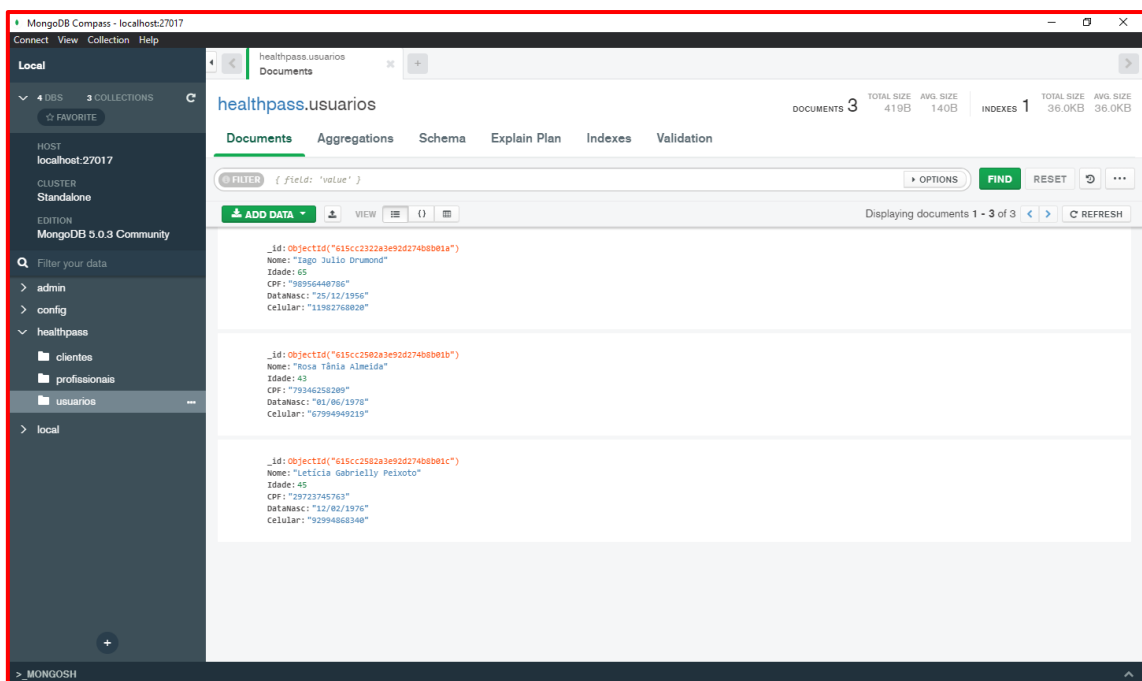 MongoDB Compass - localhost:27017
Connect View Collection Help
Local
4 DBS 3 COLLECTIONS
☆ FAVORITE
HOST
localhost:27017
CLUSTER
Standalone
EDITION
MongoDB 5.0.3 Community
Filter your data
admin
config
healthpass
clientes
profissionais
usuarios
local
healthpass.usuarios
Documents
healthpass.usuarios
DOCUMENTS 3 TOTAL SIZE 419B AVG. SIZE 140B INDEXES 1 TOTAL SIZE 36.0KB AVG. SIZE 36.0KB
Documents Aggregations Schema Explain Plan Indexes Validation
FILTER { field: 'value' } OPTIONS FIND RESET ...
ADD DATA VIEW {} Displaying documents 1 - 3 of 3 < > REFRESH
_id: ObjectId("615cc2322a3e92d274b8b01a")
Nome: "Iago Julio Drumond"
Idade: 65
CPF: "98956440786"
DataNasc: "25/12/1956"
Celular: "11982768020"
_id: ObjectId("615cc2502a3e92d274b8b01b")
Nome: "Rosa Tânia Almeida"
Idade: 43
CPF: "79346258209"
DataNasc: "01/06/1978"
Celular: "67994949219"
_id: ObjectId("615cc2582a3e92d274b8b01c")
Nome: "Letícia Gabrielly Peixoto"
Idade: 45
CPF: "29723745763"
DataNasc: "12/02/1976"
Celular: "92994868340"
>_MONGOSH